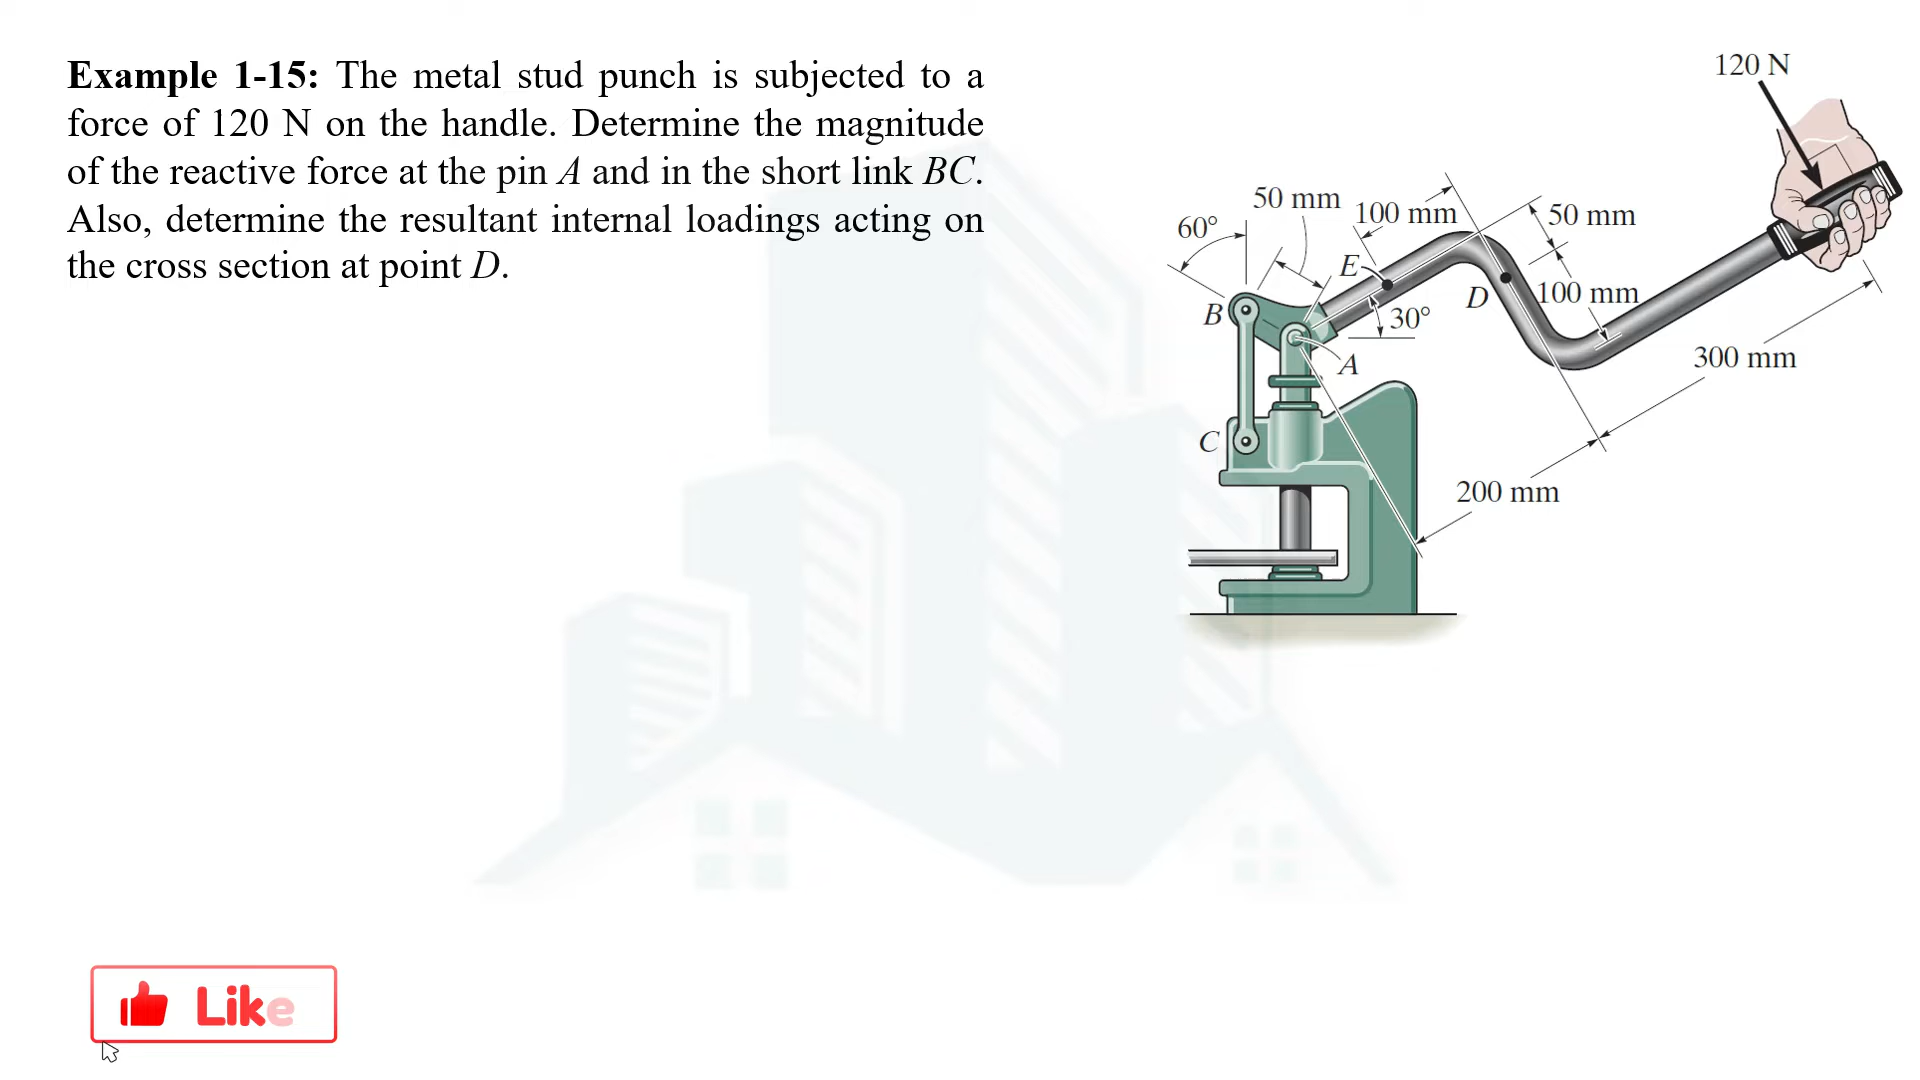 Example 1-15: The metal stud punch is subjected to a
force of 120 N on the handle. Determine the magnitude
of the reactive force at the pin A and in the short link BC.
Also, determine the resultant internal loadings acting on
the cross section at point D.
120 N
50 mm
100 mm
50 mm
60°
E
D
100 mm
B
30°
A
300 mm
C
200 mm
Like